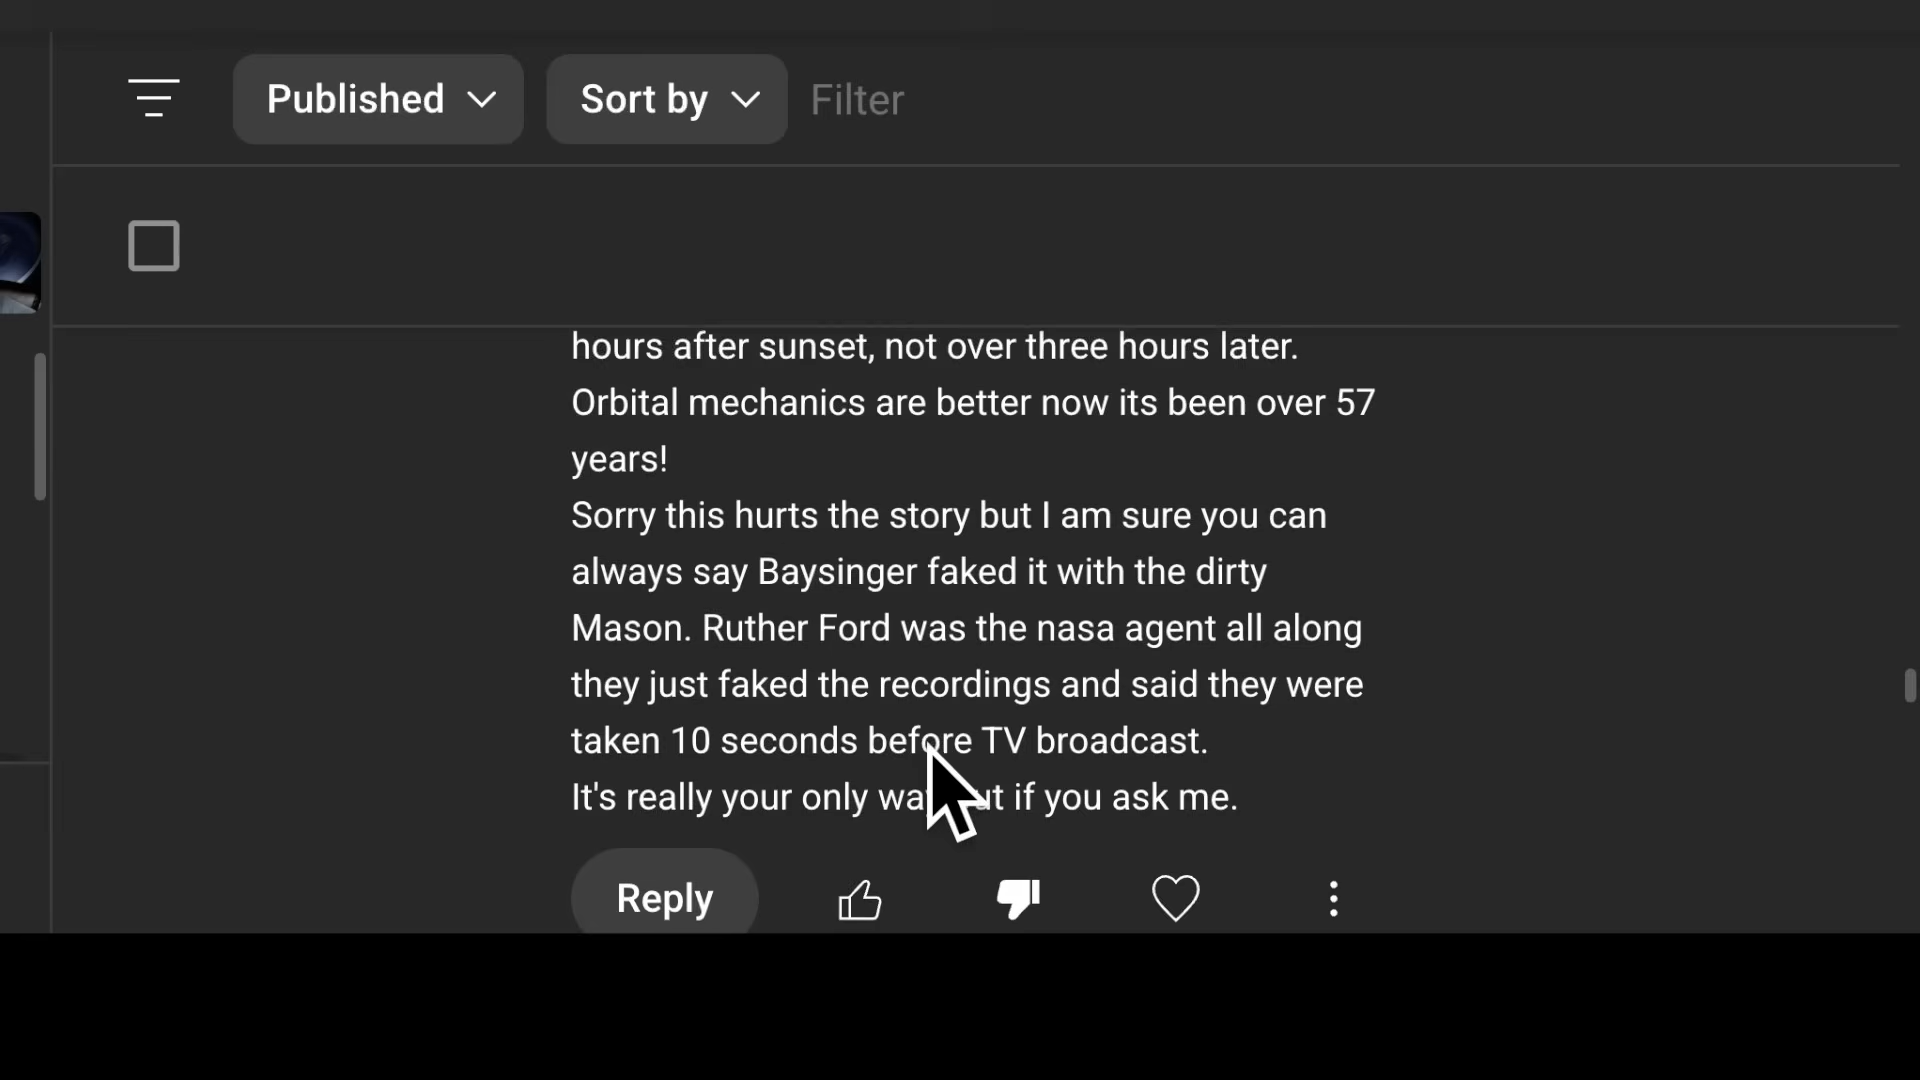 Published
Sort by
Filter
hours after sunset, not over three hours later.
Orbital mechanics are better now its been over 57
years!
Sorry this hurts the story but I am sure you can
always say Baysinger faked it with the dirty
Mason. Ruther Ford was the nasa agent all along
they just faked the recordings and said they were
taken 10 seconds before TV broadcast.
It's really your only if you ask me.
Reply